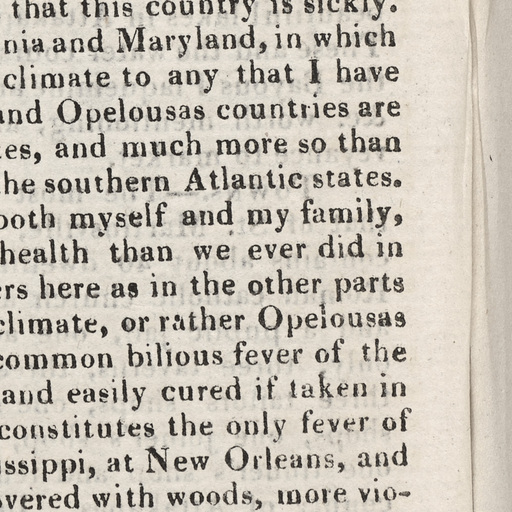 that this country is sickly.
nia and Maryland, in which
climate to any that I have
and Opelousas countries are
es, and much more so than
he southern Atlantic states.
both myself and my family,
health than we ever did in
rs here as in the other parts
climate, or rather Opelousas
common bilious fever of the
and easily cured if taken in
constitutes the only fever of
issippi, at New Orleans, and
vered with woods, more vio-